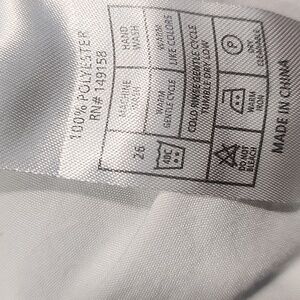 100% POLYESTER
RN# 149158
MACHINE
WASH
HAND
WASH
WARM
GENTLE CYCLE
WARM
LIKE COLORS
COLD RINSE/GENTLE CYCLE
TUMBLE DRY LOW
26
40C
P
DO NOT
BLEACH
WARM
IRON
DRY
CLEANABLE
MADE IN CHINA